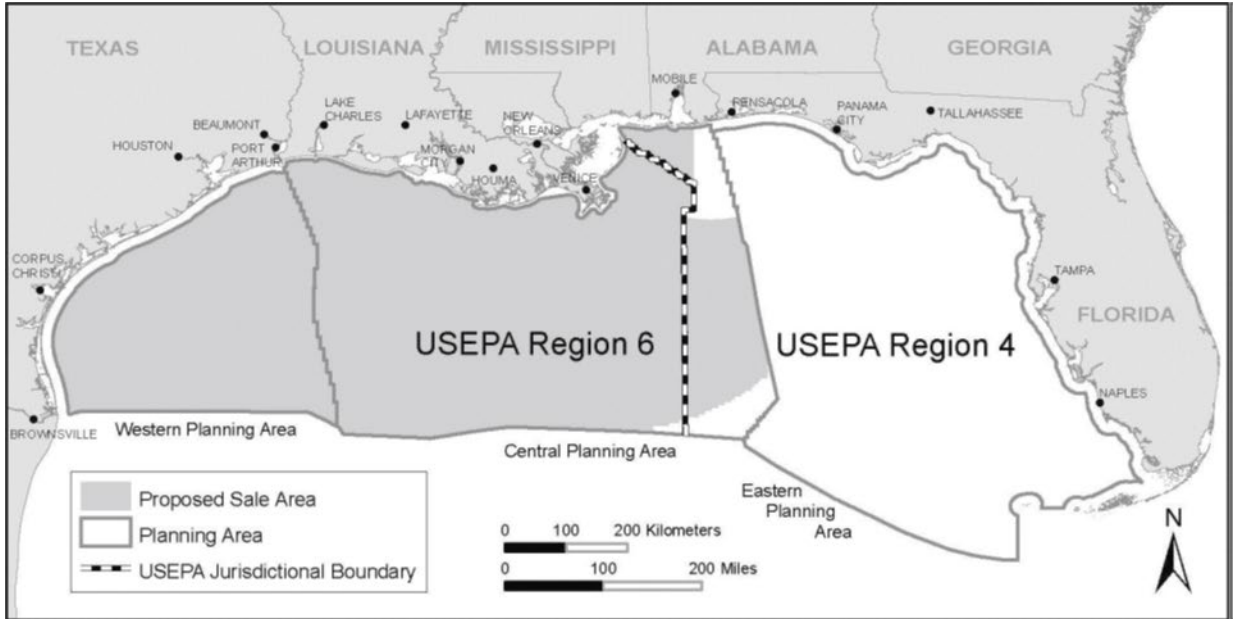 TEXAS
LOUISIANA
MISSISSIPPI
ALABAMA
GEORGIA
MOBILE
LAKE
CHARLES
LAFAYETTE
NEW
ORLEANS
PENSACOLA
PANAMA
CITY
TALLAHASSEE
BEAUMONT
HOUSTON
PORT
ARTHUR
MORGAN
CITY
HOUMA
VENICE
CORPUS
CHRISTI
TAMPA
FLORIDA
USEPA Region 6
USEPA Region 4
NAPLES
BROWNSVILLE
Western Planning Area
Central Planning Area
Eastern
Planning
Area
Proposed Sale Area
Planning Area
USEPA Jurisdictional Boundary
0 100 200 Kilometers
0 100 200 Miles
N